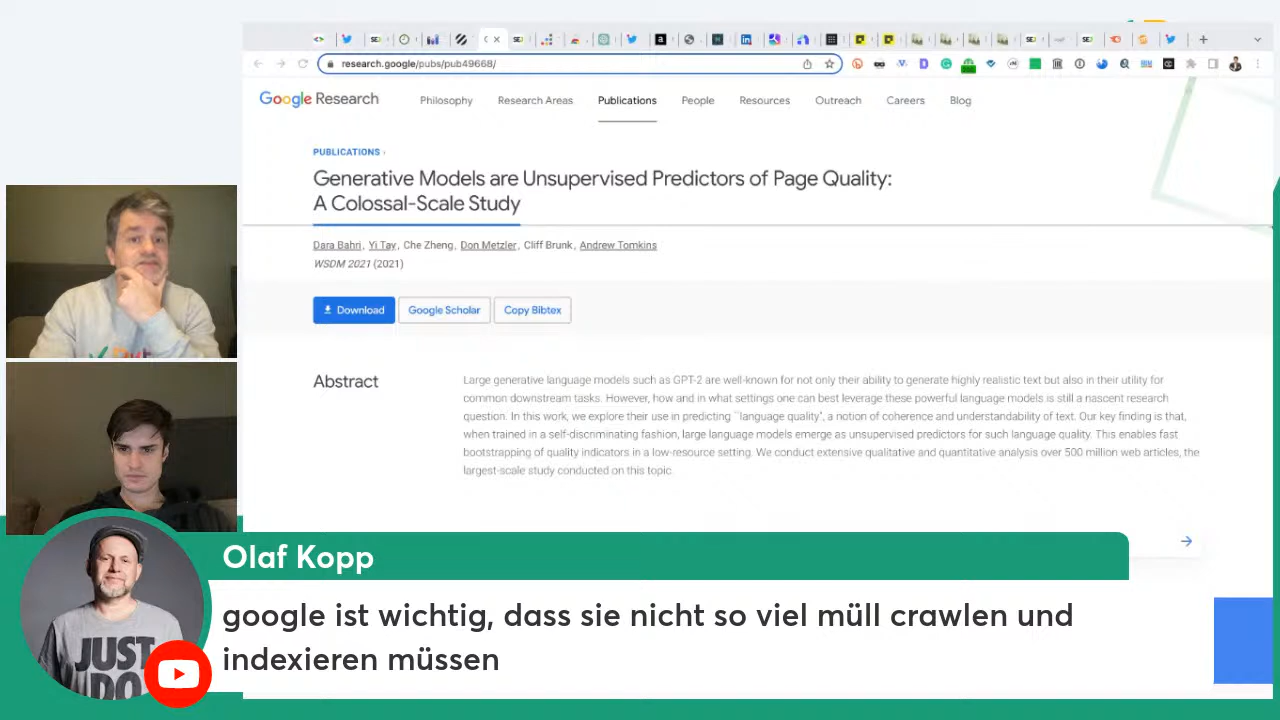 research.google/pubs/pub49668/
Google Research
Philosophy
Research Areas
Publications
People
Resources
Outreach
Careers
Blog
PUBLICATIONS ›
Generative Models are Unsupervised Predictors of Page Quality:
A Colossal-Scale Study
Dara Bahri, Yi Tay, Che Zheng, Don Metzler, Cliff Brunk, Andrew Tomkins
WSDM 2021 (2021)
Download
Google Scholar
Copy Bibtex
Abstract
Large generative language models such as GPT-2 are well-known for not only their ability to generate highly realistic text but also in their utility for
common downstream tasks. However, how and in what settings one can best leverage these powerful language models is still a nascent research
question. In this work, we explore their use in predicting ``language quality'', a notion of coherence and understandability of text. Our key finding is that,
when trained in a self-discriminating fashion, large language models emerge as unsupervised predictors for such language quality. This enables fast
bootstrapping of quality indicators in a low-resource setting. We conduct extensive qualitative and quantitative analysis over 500 million web articles, the
largest-scale study conducted on this topic.
Olaf Kopp
google ist wichtig, dass sie nicht so viel müll crawlen und
indexieren müssen
JUST
DO